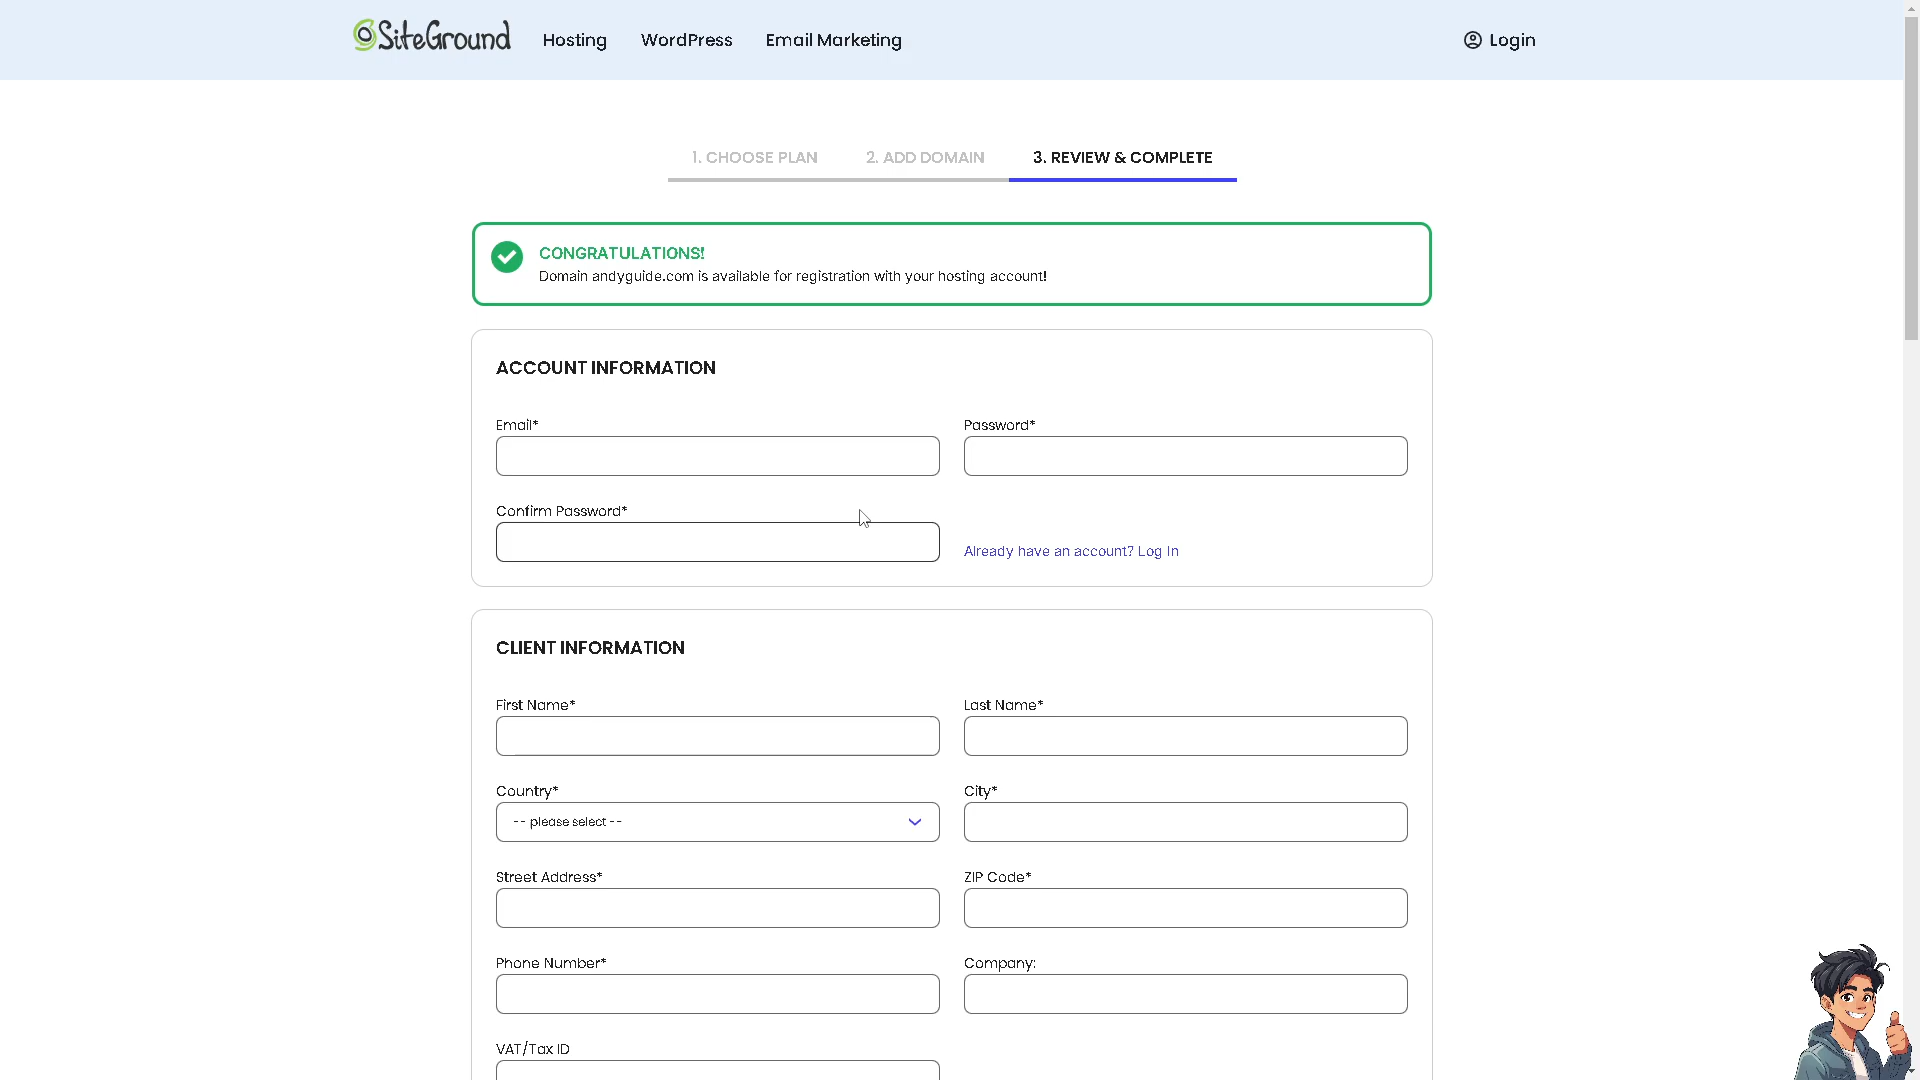 SiteGround
Hosting
WordPress
Email Marketing
Login
1. CHOOSE PLAN
2. ADD DOMAIN
3. REVIEW & COMPLETE
CONGRATULATIONS!
Domain andyguide.com is available for registration with your hosting account!
ACCOUNT INFORMATION
Email*
Password*
Confirm Password*
Already have an account? Log In
CLIENT INFORMATION
First Name*
Last Name*
Country*
City*
-- please select --
Street Address*
ZIP Code*
Phone Number*
Company:
VAT/Tax ID